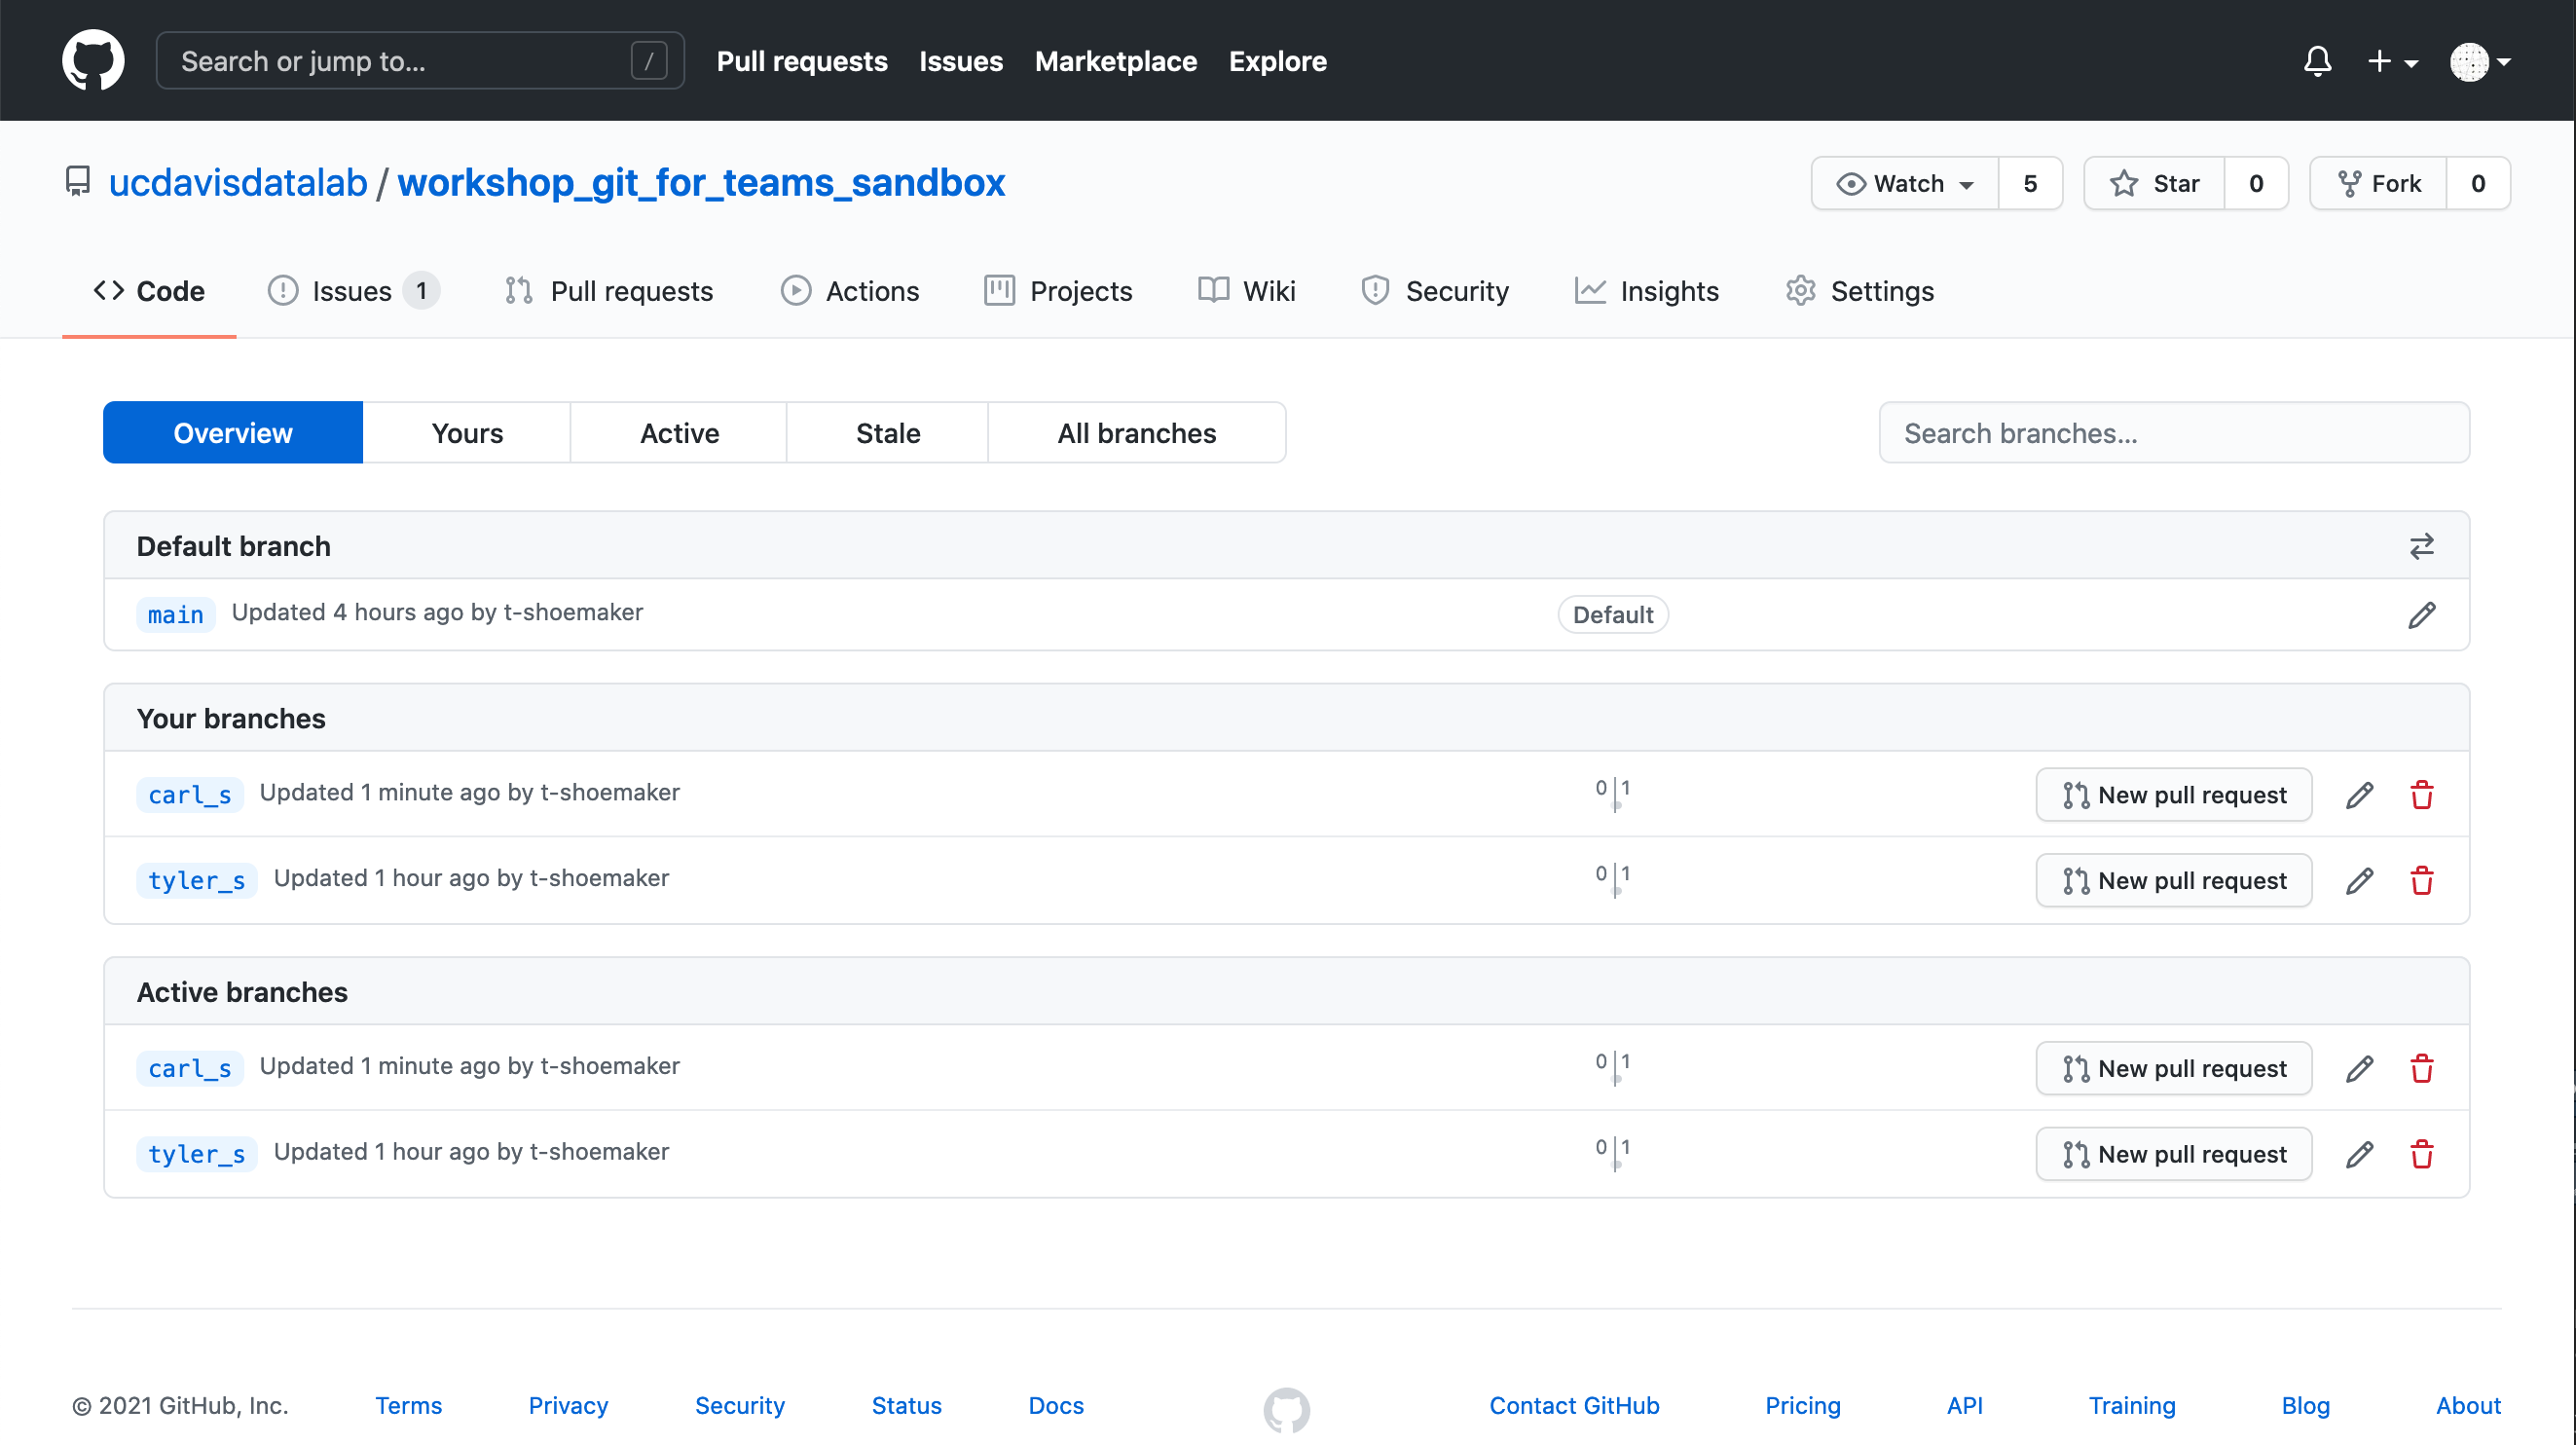 Search or jump to... / Pull requests Issues Marketplace Explore
ucdavisdatalab / workshop_git_for_teams_sandbox Watch 5 Star 0 Fork 0
Code Issues 1 Pull requests Actions Projects Wiki Security Insights Settings
Overview Yours Active Stale All branches Search branches...
Default branch
main Updated 4 hours ago by t-shoemaker Default
Your branches
carl_s Updated 1 minute ago by t-shoemaker 0 1 New pull request
tyler_s Updated 1 hour ago by t-shoemaker 0 1 New pull request
Active branches
carl_s Updated 1 minute ago by t-shoemaker 0 1 New pull request
tyler_s Updated 1 hour ago by t-shoemaker 0 1 New pull request
© 2021 GitHub, Inc. Terms Privacy Security Status Docs Contact GitHub Pricing API Training Blog About